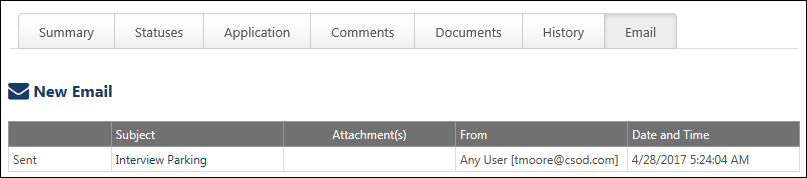 Summary Statuses Application Comments Documents History Email
New Email
Subject Attachment(s) From Date and Time
Sent Interview Parking Any User [tmoore@csod.com] 4/28/2017 5:24:04 AM